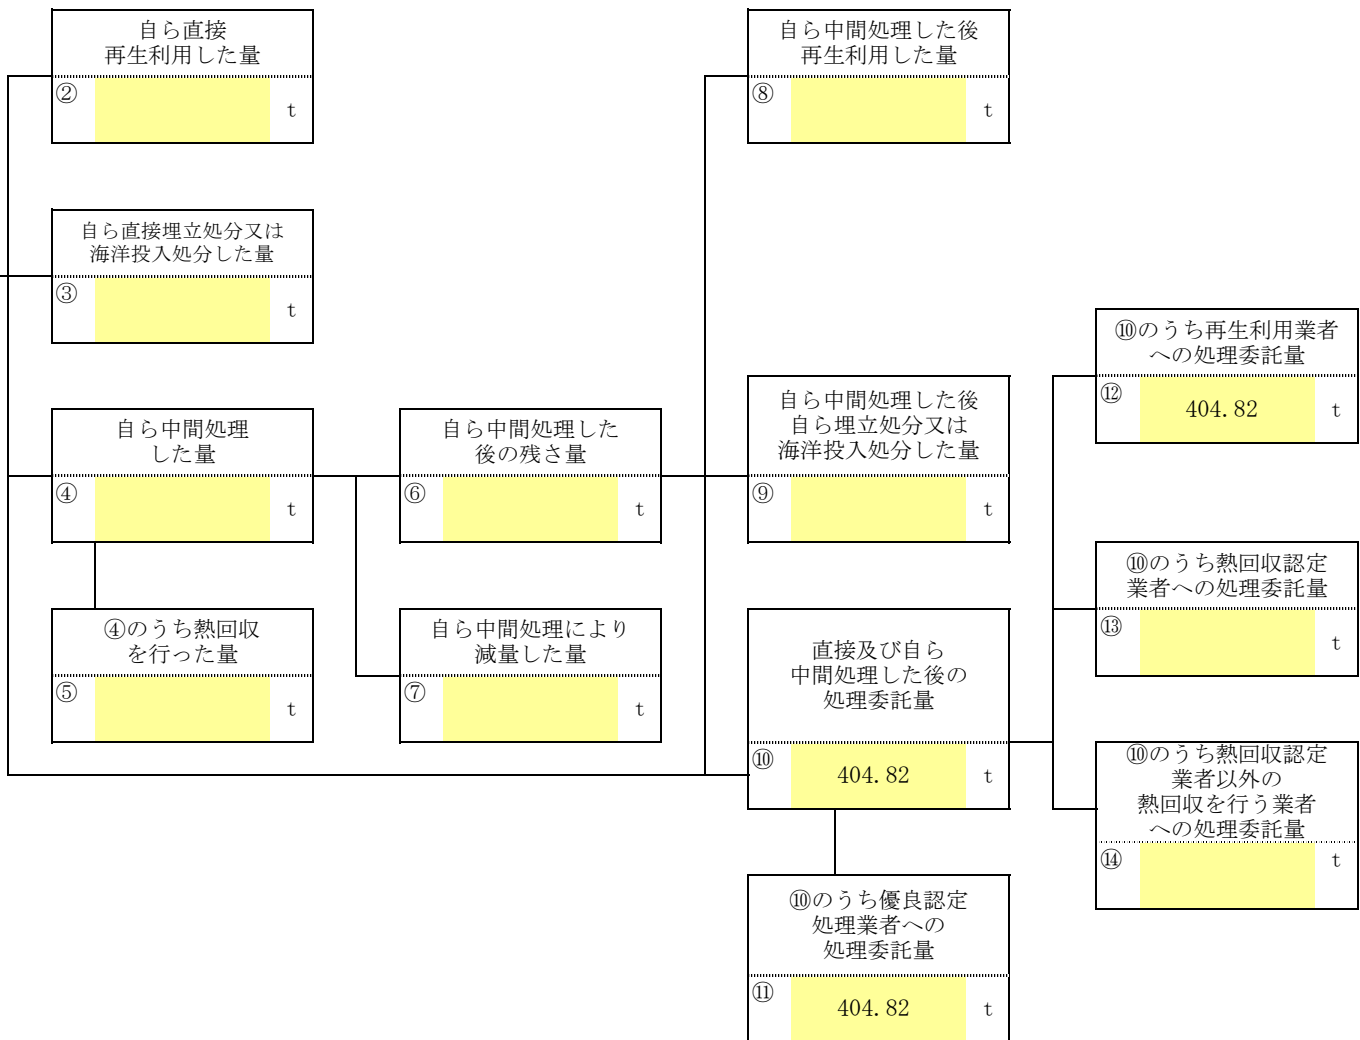 自ら直接
再生利用した量
②
t
自ら中間処理した後
再生利用した量
⑧
t
自ら直接埋立処分又は
海洋投入処分した量
③
t
⑩のうち再生利用業者
への処理委託量
⑫
404.82
t
自ら中間処理
した量
④
t
自ら中間処理した
後の残さ量
⑥
t
自ら中間処理した後
自ら埋立処分又は
海洋投入処分した量
⑨
t
⑩のうち熱回収認定
業者への処理委託量
⑬
t
④のうち熱回収
を行った量
⑤
t
自ら中間処理により
減量した量
⑦
t
直接及び自ら
中間処理した後の
処理委託量
⑩
404.82
t
⑩のうち熱回収認定
業者以外の
熱回収を行う業者
への処理委託量
⑭
t
⑩のうち優良認定
処理業者への
処理委託量
⑪
404.82
t